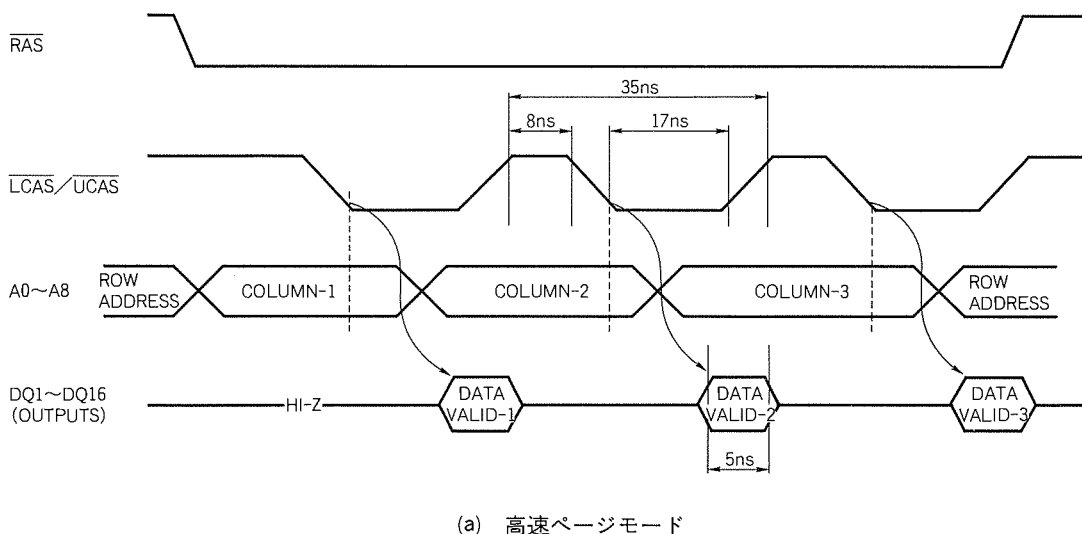 RAS
35ns
8ns
17ns
LCAS/UCAS
A0～A8
ROW
ADDRESS
COLUMN-1
COLUMN-2
COLUMN-3
ROW
ADDRESS
DQ1～DQ16
(OUTPUTS)
HI-Z
DATA
VALID-1
DATA
VALID-2
DATA
VALID-3
5ns
(a) 高速ページモード